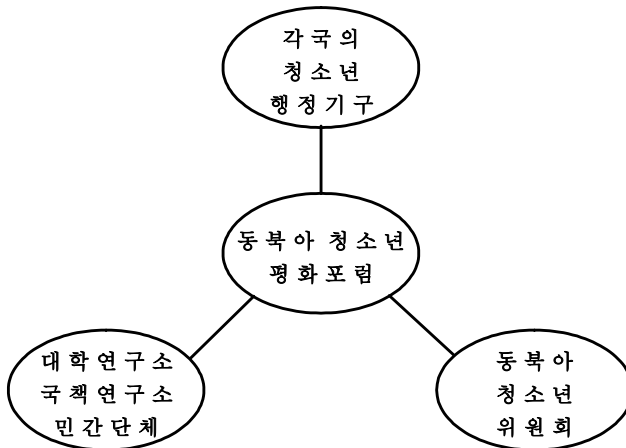 각국의
청소년
행정기구
동북아 청소년
평화포럼
대학연구소
국책연구소
민간단체
동북아
청소년
위원회